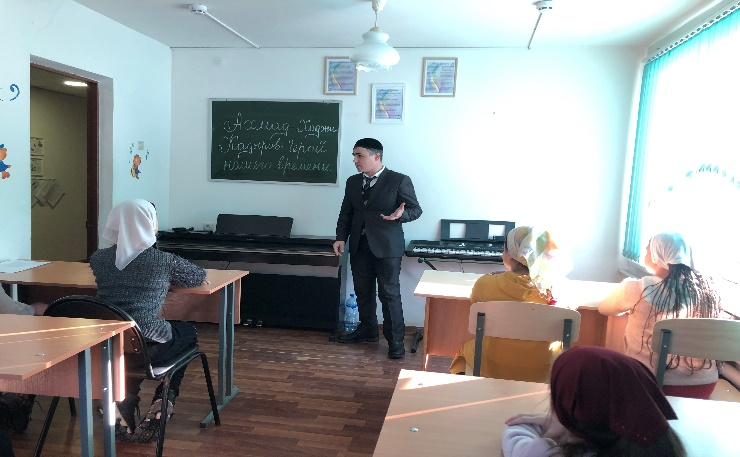 Ахмад Хаджи
Кадыров Герой
нашего времени